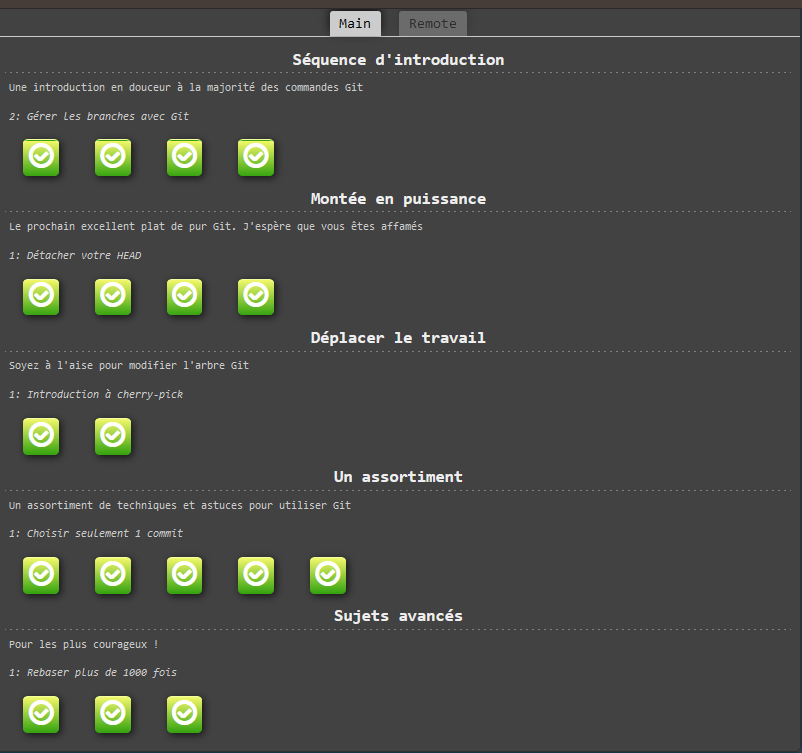 Main
Remote
Séquence d'introduction
Une introduction en douceur à la majorité des commandes Git
2: Gérer les branches avec Git
Montée en puissance
Le prochain excellent plat de pur Git. J'espère que vous êtes affamés
1: Détacher votre HEAD
Déplacer le travail
Soyez à l'aise pour modifier l'arbre Git
1: Introduction à cherry-pick
Un assortiment
Un assortiment de techniques et astuces pour utiliser Git
1: Choisir seulement 1 commit
Sujets avancés
Pour les plus courageux !
1: Rebaser plus de 1000 fois